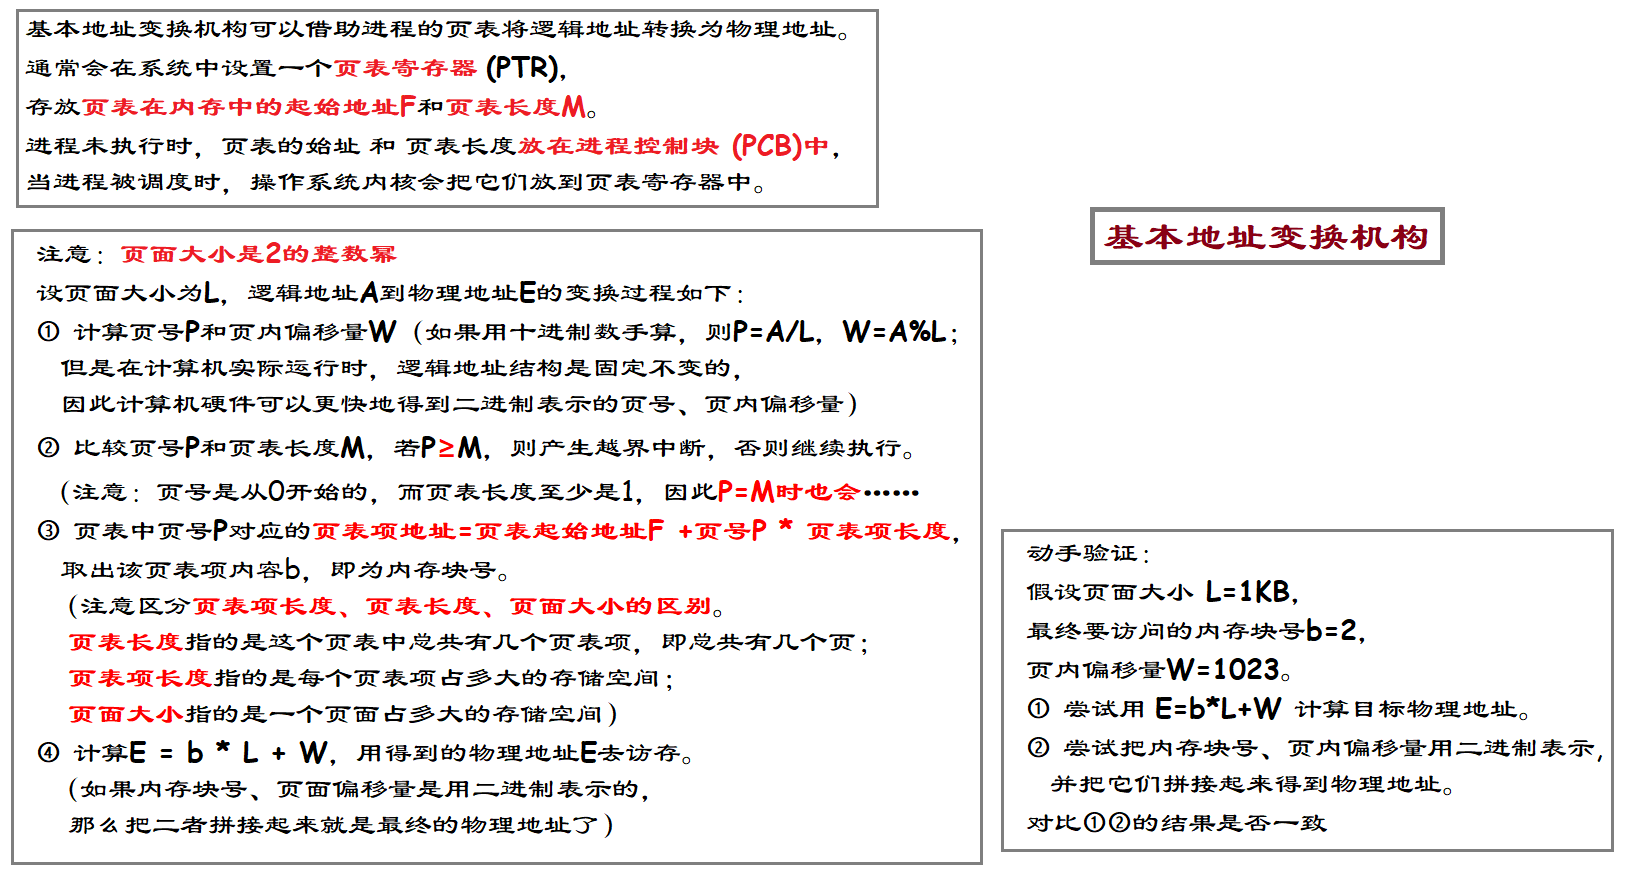 基本地址变换机构可以借助进程的页表将逻辑地址转换为物理地址。
通常会在系统中设置一个页表寄存器 (PTR)，
存放页表在内存中的起始地址F和页表长度M。
进程未执行时，页表的始址 和 页表长度放在进程控制块 (PCB)中，
当进程被调度时，操作系统内核会把它们放到页表寄存器中。
基本地址变换机构
注意：页面大小是2的整数幂
设页面大小为L，逻辑地址A到物理地址E的变换过程如下：
① 计算页号P和页内偏移量W（如果用十进制数手算，则P=A/L，W=A%L；
但是在计算机实际运行时，逻辑地址结构是固定不变的，
因此计算机硬件可以更快地得到二进制表示的页号、页内偏移量）
② 比较页号P和页表长度M，若P≥M，则产生越界中断，否则继续执行。
（注意：页号是从0开始的，而页表长度至少是1，因此P=M时也会……
③ 页表中页号P对应的页表项地址=页表起始地址F +页号P * 页表项长度，
取出该页表项内容b，即为内存块号。
（注意区分页表项长度、页表长度、页面大小的区别。
页表长度指的是这个页表中总共有几个页表项，即总共有几个页；
页表项长度指的是每个页表项占多大的存储空间；
页面大小指的是一个页面占多大的存储空间）
④ 计算E = b * L + W，用得到的物理地址E去访存。
（如果内存块号、页面偏移量是用二进制表示的，
那么把二者拼接起来就是最终的物理地址了）
动手验证：
假设页面大小 L=1KB，
最终要访问的内存块号b=2，
页内偏移量W=1023。
① 尝试用 E=b*L+W 计算目标物理地址。
② 尝试把内存块号、页内偏移量用二进制表示，
并把它们拼接起来得到物理地址。
对比①②的结果是否一致